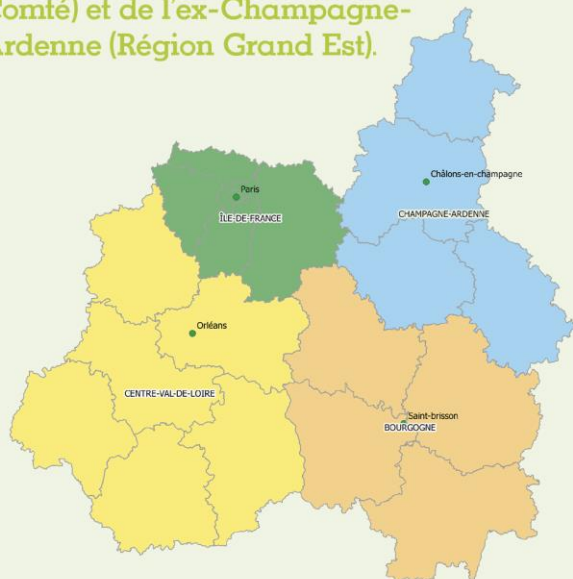 Comté) et de l'ex-Champagne-
Ardenne (Région Grand Est).
Châlons-en-champagne
Paris
CHAMPAGNE-ARDENNE
ÎLE-DE-FRANCE
Orléans
CENTRE-VAL-DE-LOIRE
Saint-brisson
BOURGOGNE